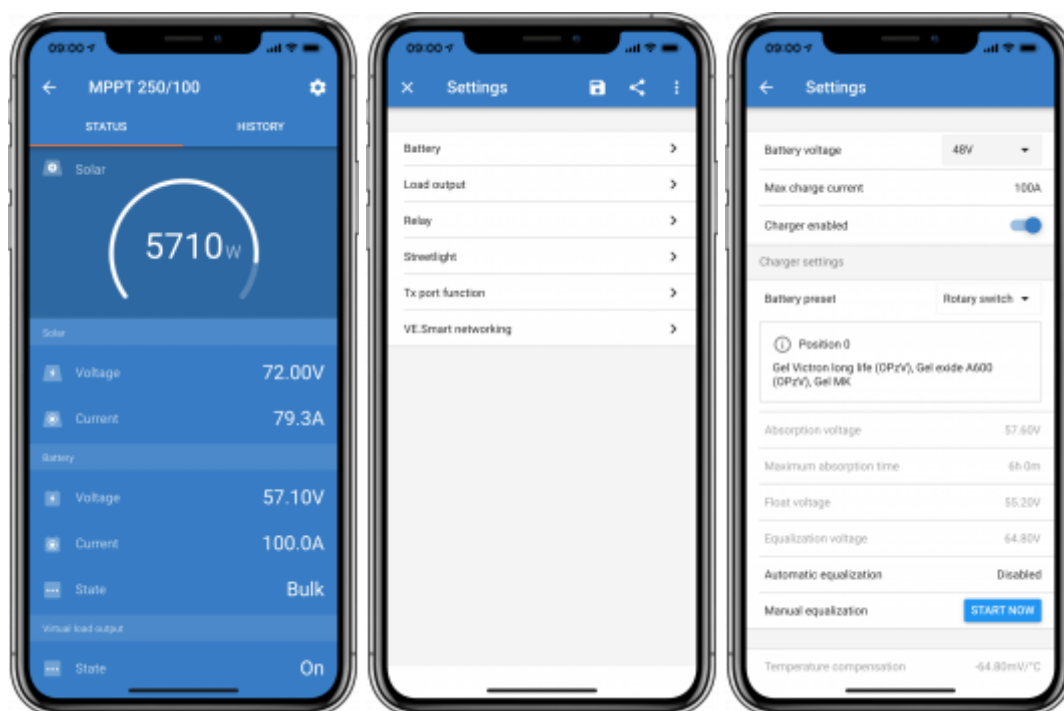 09:00
MPPT 250/100
STATUS HISTORY
Solar
5710W
Solar
Voltage 72.00V
Current 79.3A
Battery
Voltage 57.10V
Current 100.0A
State Bulk
Virtual load output
State On
09:00
Settings
Battery
Load output
Relay
Streetlight
Tx port function
VE.Smart networking
09:00
Settings
Battery voltage 48V
Max charge current 100A
Charger enabled
Charger settings
Battery preset Rotary switch
Position 0
Gel Victron long life (OPzV), Gel exide A600
(OPzV), Gel MK
Absorption voltage 57.60V
Maximum absorption time 6h 0m
Float voltage 55.20V
Equalization voltage 64.80V
Automatic equalization Disabled
Manual equalization START NOW
Temperature compensation -64.80mV/°C